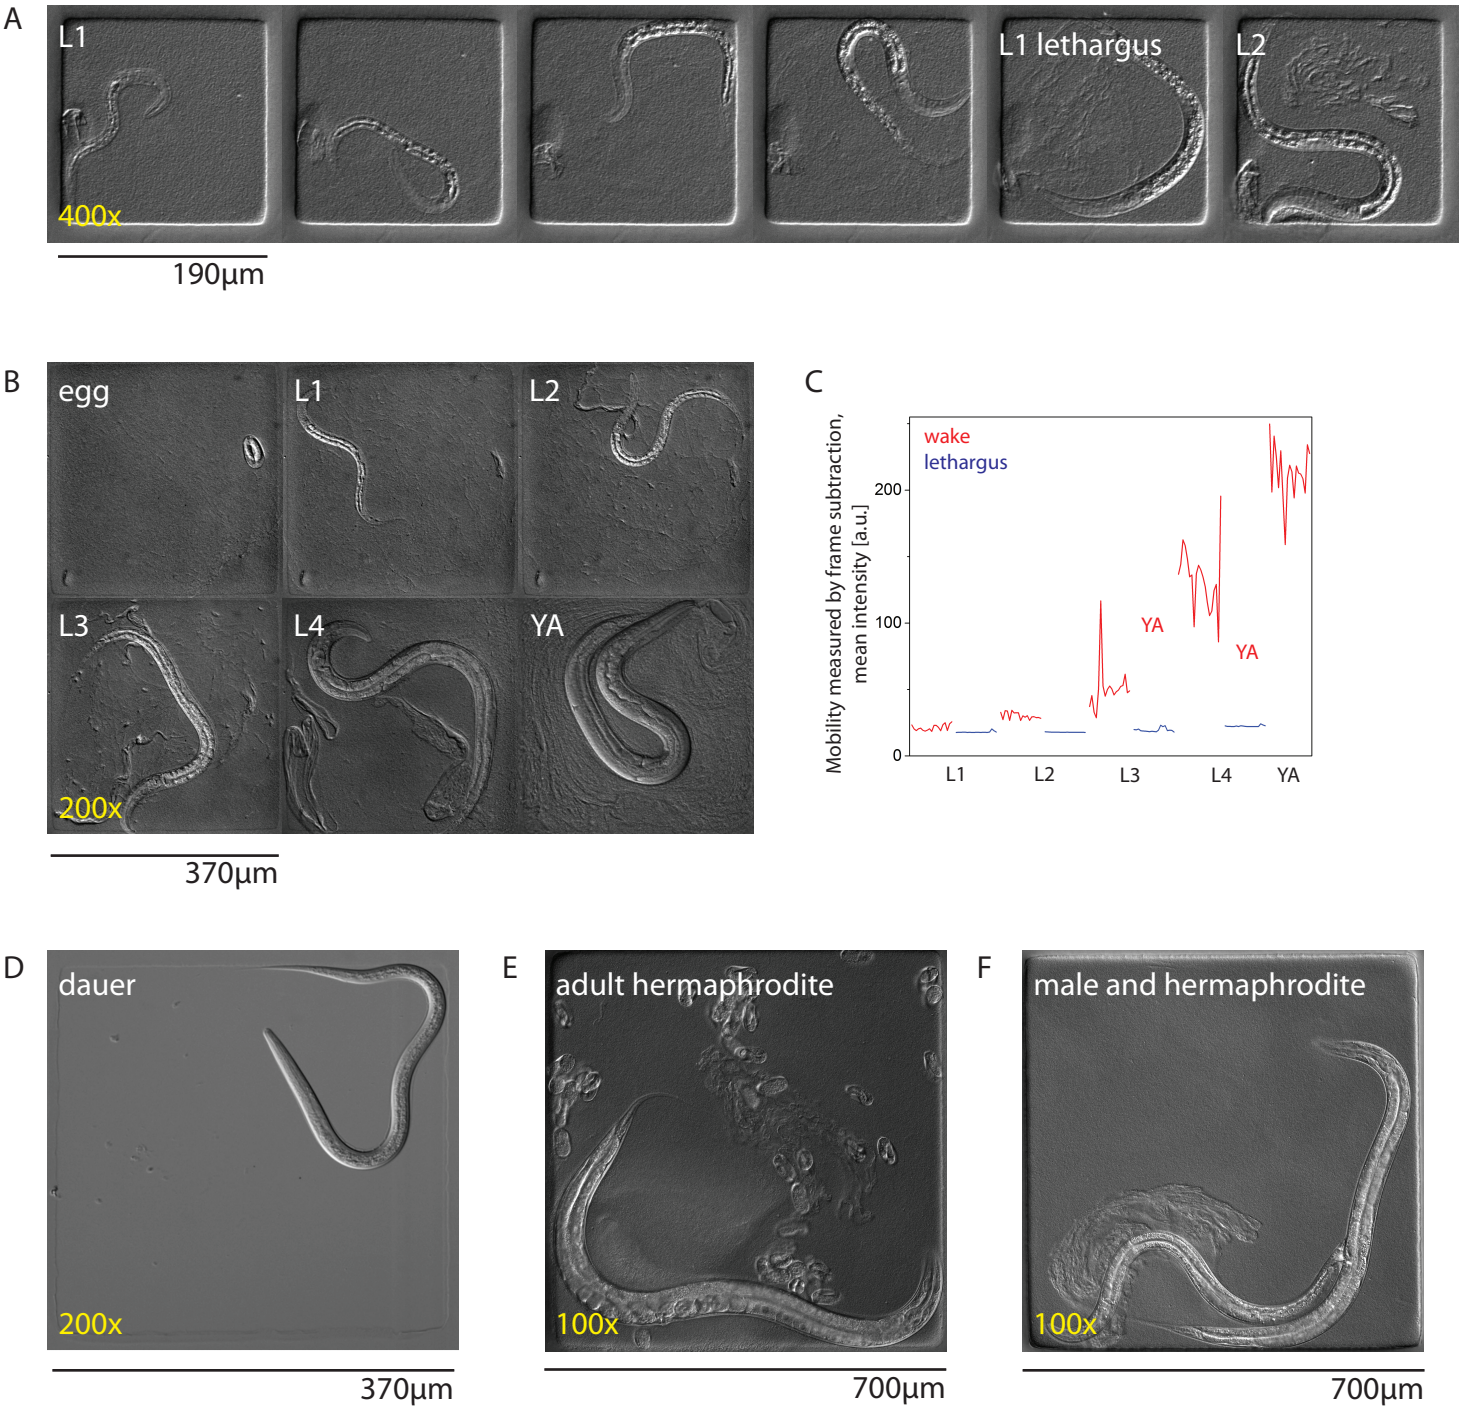 A
L1
L1 lethargus
L2
400x
190µm
B
egg
L1
L2
L3
L4
YA
200x
370µm
C
Mobility measured by frame subtraction,
mean intensity [a.u.]
wake
lethargus
200
100
0
YA
YA
L1
L2
L3
L4
YA
D
dauer
200x
370µm
E
adult hermaphrodite
100x
700µm
F
male and hermaphrodite
100x
700µm